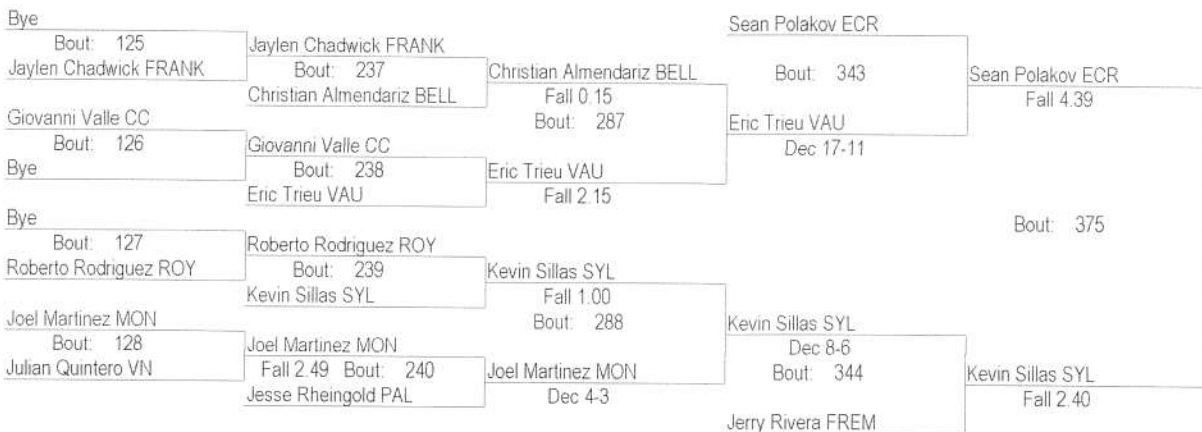 Bye
Bout: 125
Jaylen Chadwick FRANK
Giovanni Valle CC
Bout: 126
Bye
Bye
Bout: 127
Roberto Rodriguez ROY
Joel Martinez MON
Bout: 128
Julian Quintero VN
Jaylen Chadwick FRANK
Bout: 237
Christian Almendariz BELL
Giovanni Valle CC
Bout: 238
Eric Trieu VAU
Roberto Rodriguez ROY
Bout: 239
Kevin Sillas SYL
Joel Martinez MON
Fall 2.49 Bout: 240
Jesse Rheingold PAL
Christian Almendariz BELL
Fall 0.15
Bout: 287
Eric Trieu VAU
Fall 2.15
Kevin Sillas SYL
Fall 1.00
Bout: 288
Joel Martinez MON
Dec 4-3
Sean Polakov ECR
Bout: 343
Eric Trieu VAU
Dec 17-11
Kevin Sillas SYL
Dec 8-6
Bout: 344
Jerry Rivera FREM
Sean Polakov ECR
Fall 4.39
Bout: 375
Kevin Sillas SYL
Fall 2.40